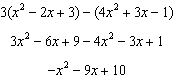 3(x² − 2x + 3) − (4x² + 3x − 1)
3x² − 6x + 9 − 4x² − 3x + 1
−x² − 9x + 10